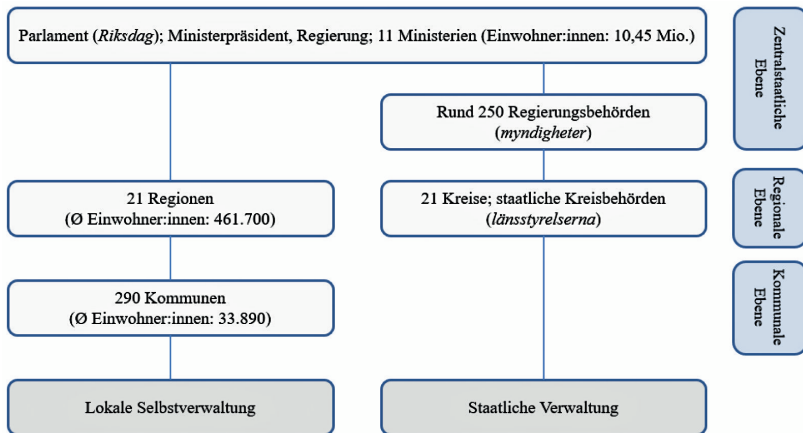 Parlament (Riksdag); Ministerpräsident, Regierung; 11 Ministerien (Einwohner:innen: 10,45 Mio.)
Zentralstaatliche
Ebene
Rund 250 Regierungsbehörden
(myndigheter)
21 Regionen
(Ø Einwohner:innen: 461.700)
21 Kreise; staatliche Kreisbehörden
(länsstyrelserna)
Regionale
Ebene
290 Kommunen
(Ø Einwohner:innen: 33.890)
Kommunale
Ebene
Lokale Selbstverwaltung
Staatliche Verwaltung